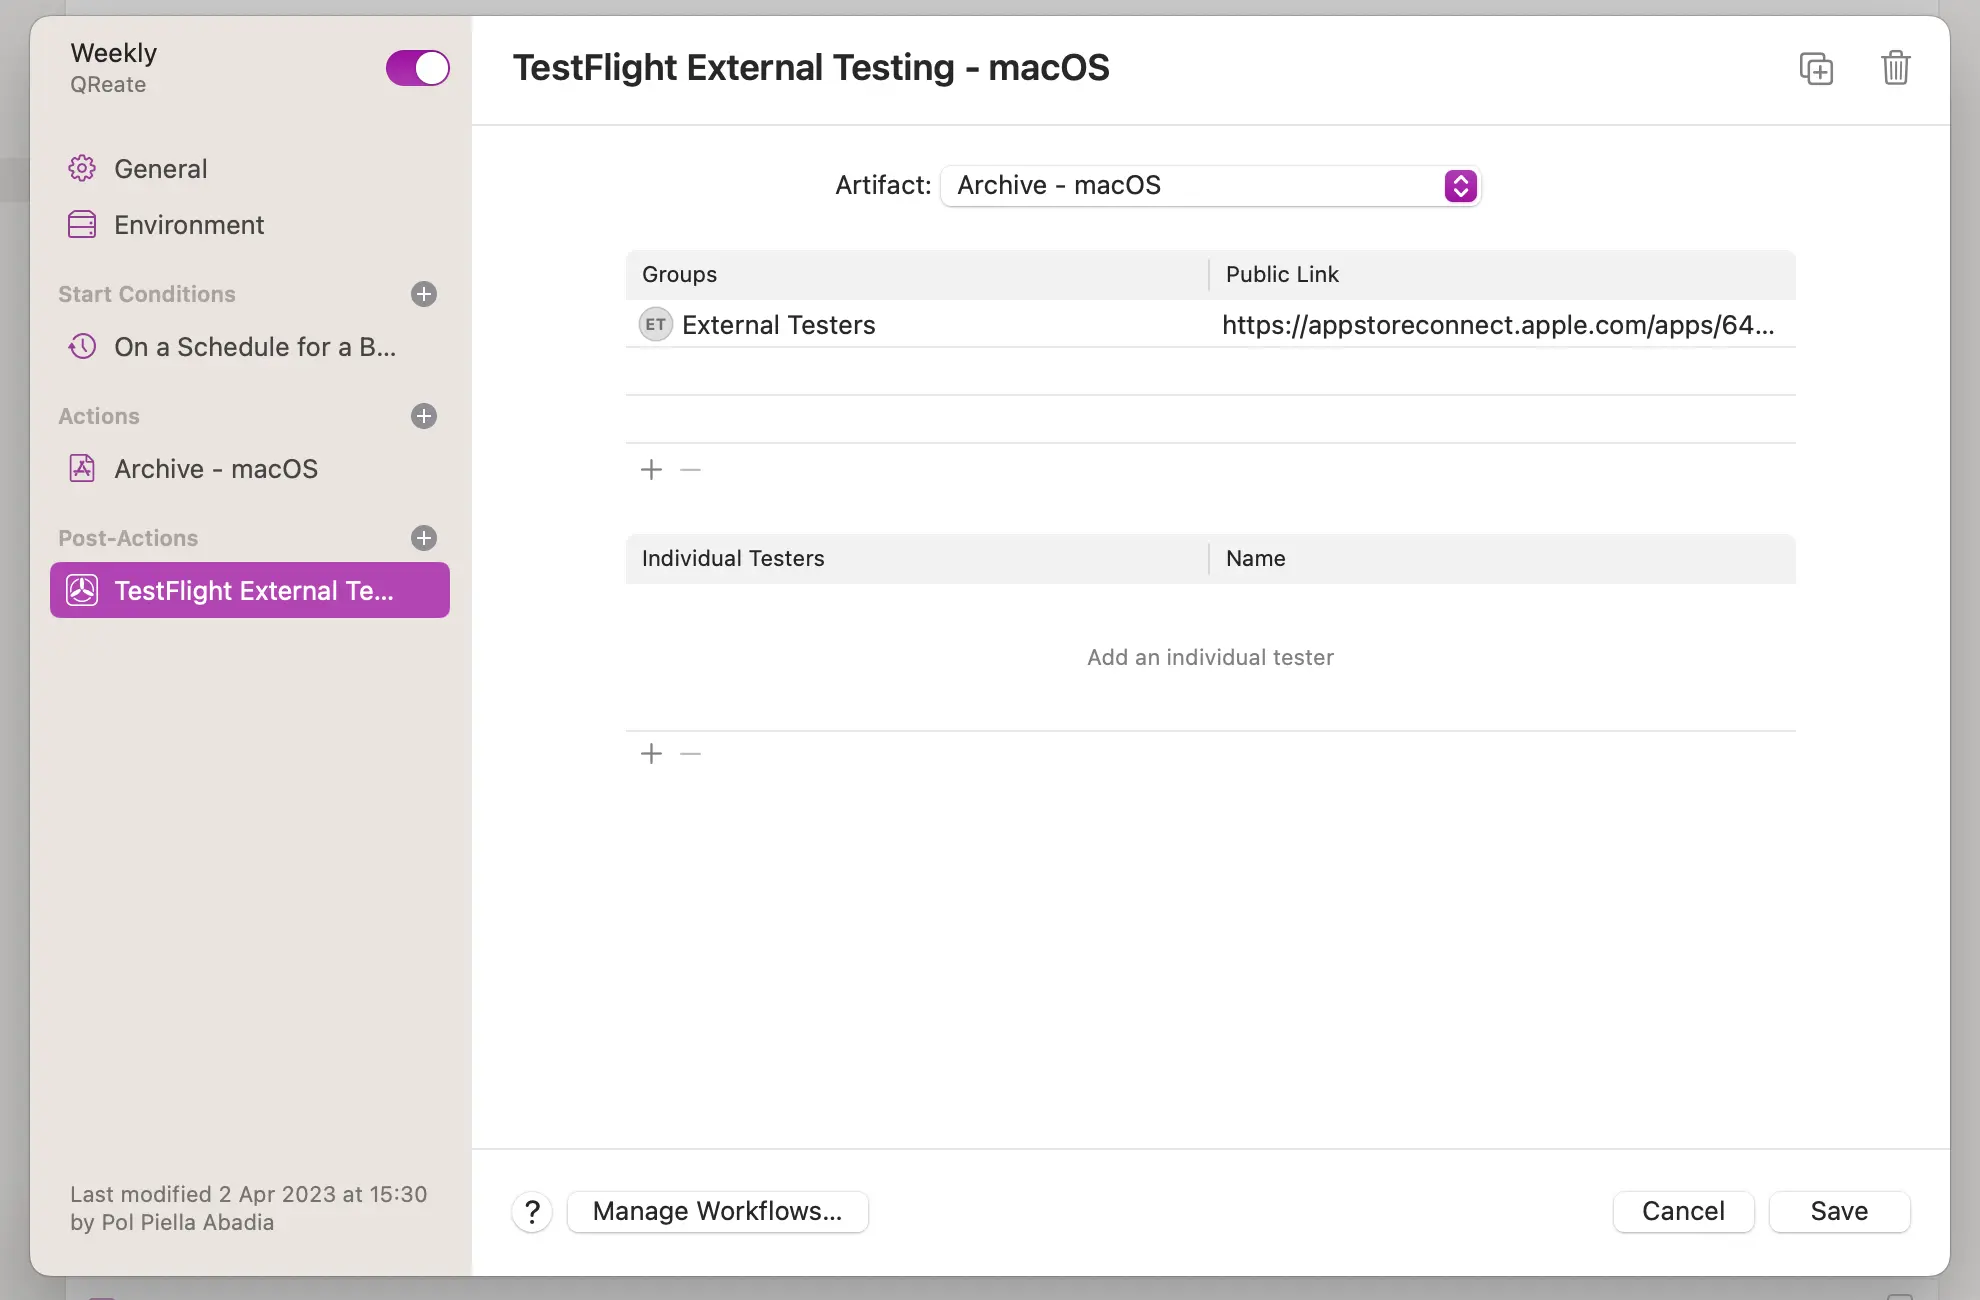 Weekly
QReate
General
Environment
Start Conditions
On a Schedule for a B...
Actions
Archive - macOS
Post-Actions
TestFlight External Te...
Last modified 2 Apr 2023 at 15:30
by Pol Piella Abadia
TestFlight External Testing - macOS
Artifact: Archive - macOS
Groups Public Link
ET External Testers https://appstoreconnect.apple.com/apps/64...
Individual Testers Name
Add an individual tester
? Manage Workflows... Cancel Save